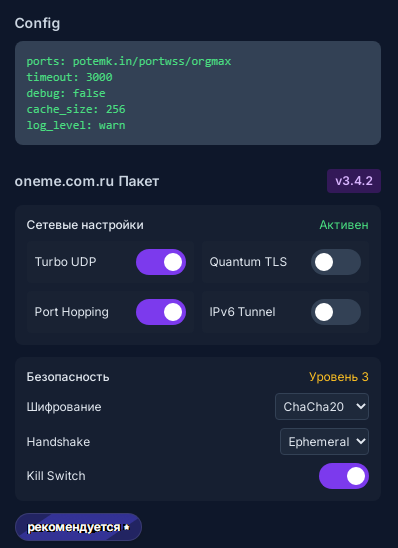 Config
ports: potemk.in/portwss/orgmax
timeout: 3000
debug: false
cache_size: 256
log_level: warn
oneme.com.ru Пакет
v3.4.2
Сетевые настройки
Активен
Turbo UDP
Quantum TLS
Port Hopping
IPv6 Tunnel
Безопасность
Уровень 3
Шифрование
ChaCha20
Handshake
Ephemeral
Kill Switch
рекомендуется ★